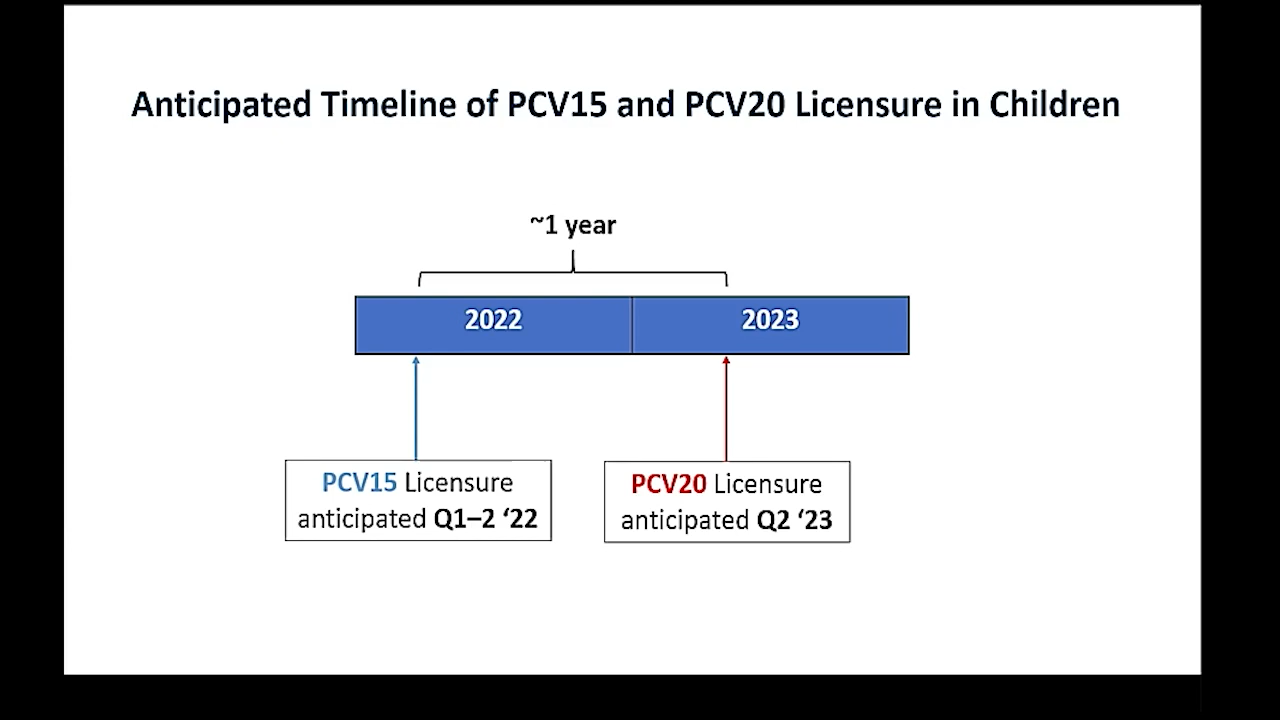 Anticipated Timeline of PCV15 and PCV20 Licensure in Children
~1 year
2022
2023
PCV15 Licensure
anticipated Q1–2 ‘22
PCV20 Licensure
anticipated Q2 ‘23